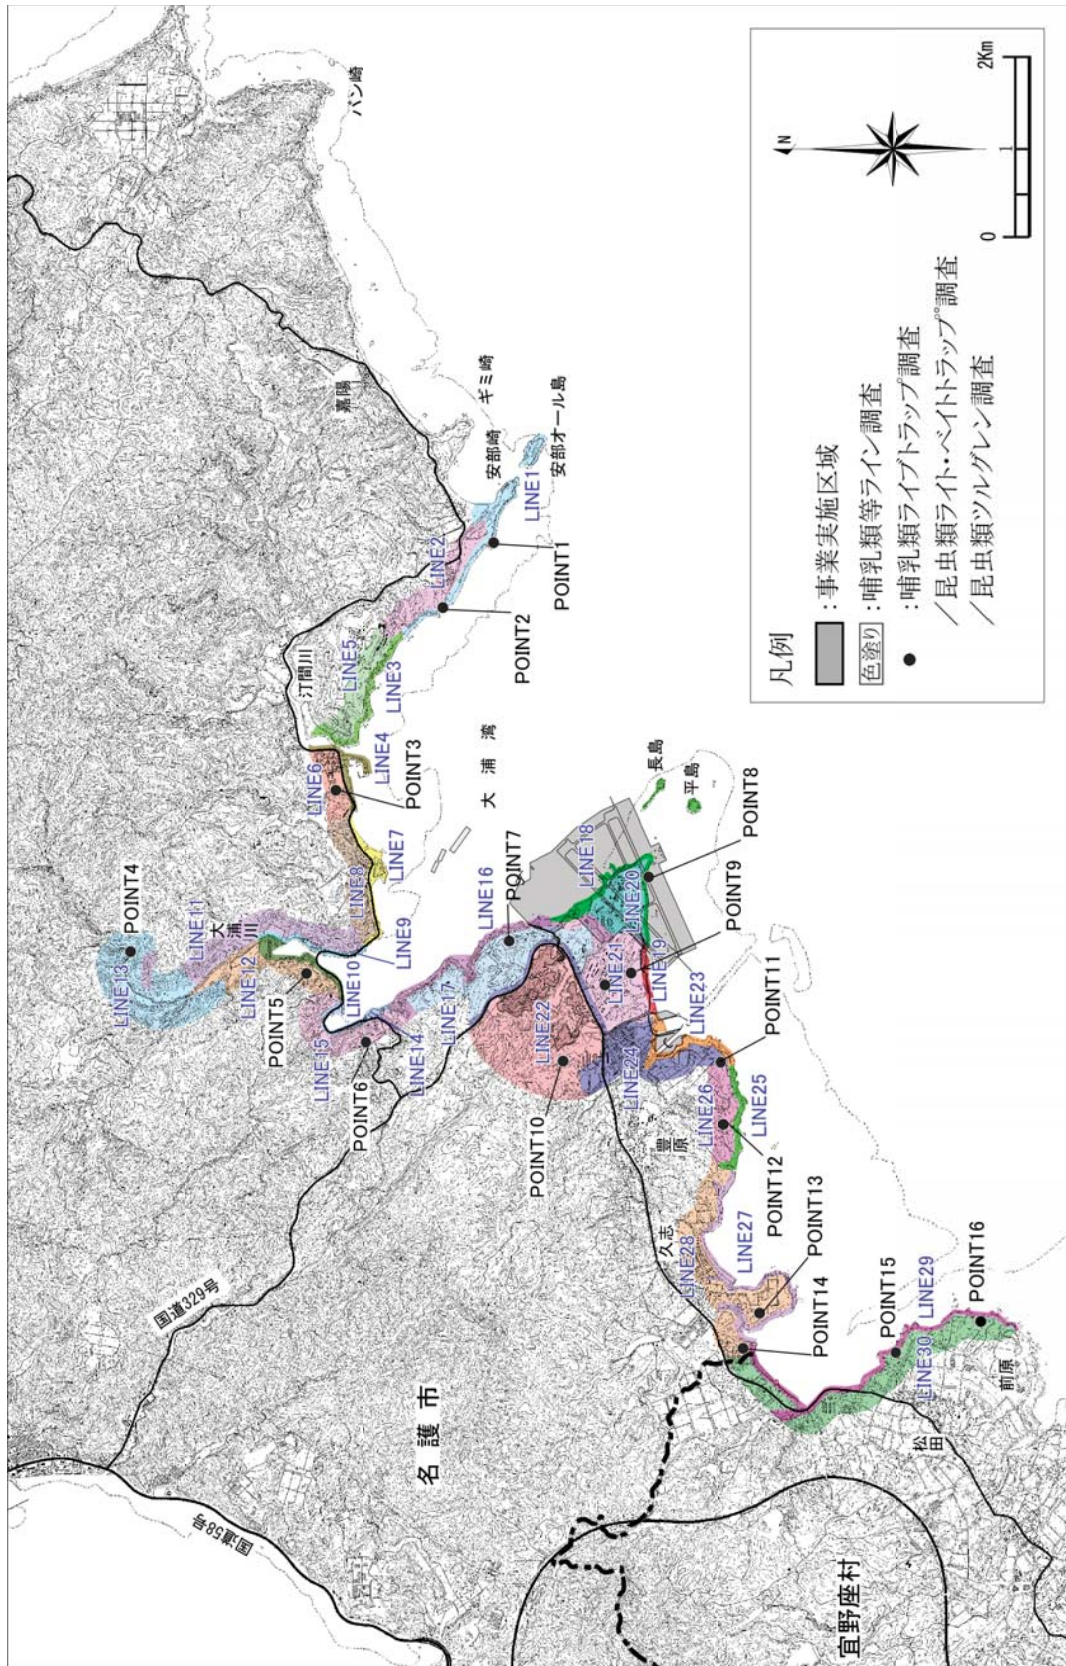 バン崎
嘉陽
ギミ崎
安部崎
安部オール島
LINE1
LINE2
POINT1
POINT2
汀間川
LINE5
LINE3
LINE4
LINE6
POINT3
大浦湾
LINE7
LINE8
LINE9
POINT4
LINE11
大浦川
LINE13
LINE12
LINE10
POINT5
LINE15
POINT6
LINE14
LINE17
LINE16
POINT7
長島
平島
LINE18
POINT8
LINE20
POINT9
LINE19
LINE21
LINE23
LINE22
LINE24
POINT10
POINT11
LINE26
LINE25
豊原
POINT12
POINT13
LINE27
久志
LINE28
POINT14
POINT15
LINE29
POINT16
LINE30
前原
松田
国道329号
国道58号
名護市
宜野座村
凡例
:事業実施区域
色塗り :哺乳類等ライン調査
● :哺乳類ライブトラップ調査
／昆虫類ライト・ベイトトラップ調査
／昆虫類ツルグレン調査
N
0 1 2Km